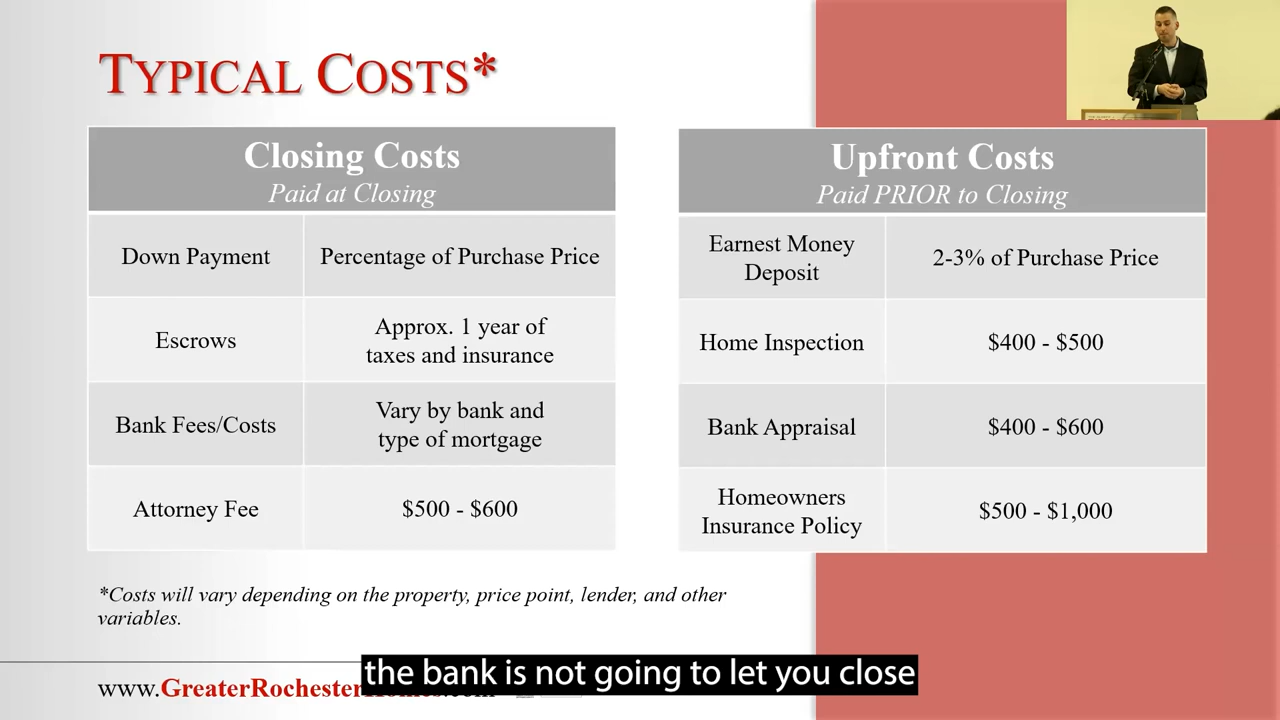 TYPICAL COSTS*
Closing Costs
Paid at Closing
Down Payment
Percentage of Purchase Price
Escrows
Approx. 1 year of
taxes and insurance
Bank Fees/Costs
Vary by bank and
type of mortgage
Attorney Fee
$500 - $600
Upfront Costs
Paid PRIOR to Closing
Earnest Money
Deposit
2-3% of Purchase Price
Home Inspection
$400 - $500
Bank Appraisal
$400 - $600
Homeowners
Insurance Policy
$500 - $1,000
*Costs will vary depending on the property, price point, lender, and other
variables.
the bank is not going to let you close
www.GreaterRochesterHomes.com